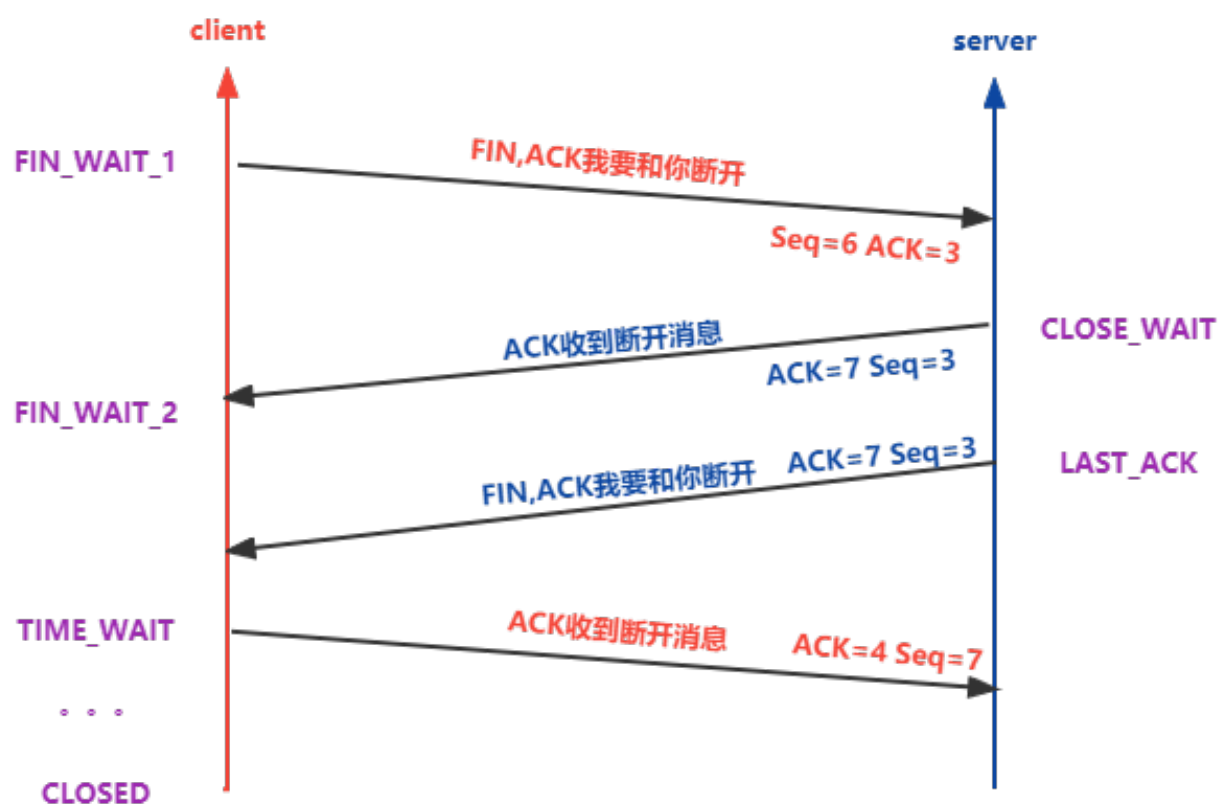 client
server
FIN_WAIT_1
FIN,ACK我要和你断开
Seq=6 ACK=3
CLOSE_WAIT
ACK收到断开消息
ACK=7 Seq=3
FIN_WAIT_2
FIN,ACK我要和你断开
ACK=7 Seq=3
LAST_ACK
TIME_WAIT
ACK收到断开消息
ACK=4 Seq=7
。。。
CLOSED